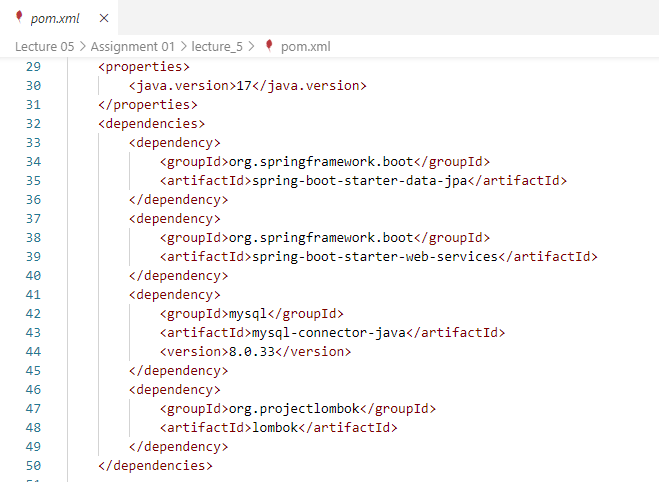 pom.xml
Lecture 05 > Assignment 01 > lecture_5 > pom.xml
29 <properties>
30 <java.version>17</java.version>
31 </properties>
32 <dependencies>
33 <dependency>
34 <groupId>org.springframework.boot</groupId>
35 <artifactId>spring-boot-starter-data-jpa</artifactId>
36 </dependency>
37 <dependency>
38 <groupId>org.springframework.boot</groupId>
39 <artifactId>spring-boot-starter-web-services</artifactId>
40 </dependency>
41 <dependency>
42 <groupId>mysql</groupId>
43 <artifactId>mysql-connector-java</artifactId>
44 <version>8.0.33</version>
45 </dependency>
46 <dependency>
47 <groupId>org.projectlombok</groupId>
48 <artifactId>lombok</artifactId>
49 </dependency>
50 </dependencies>